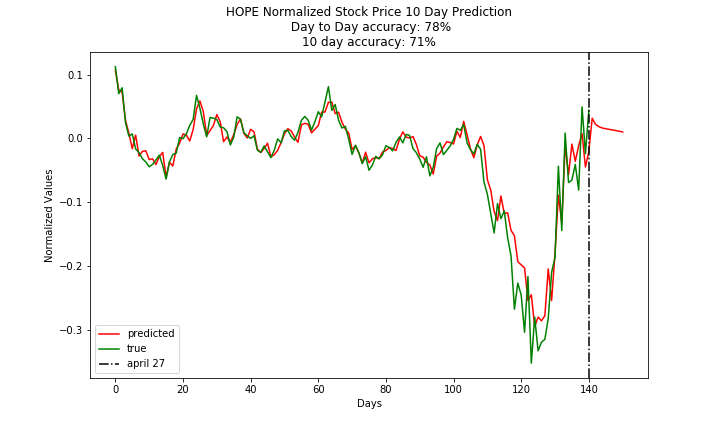 HOPE Normalized Stock Price 10 Day Prediction
Day to Day accuracy: 78%
10 day accuracy: 71%
Normalized Values
0.1
0.0
−0.1
−0.2
−0.3
predicted
true
april 27
0 20 40 60 80 100 120 140
Days